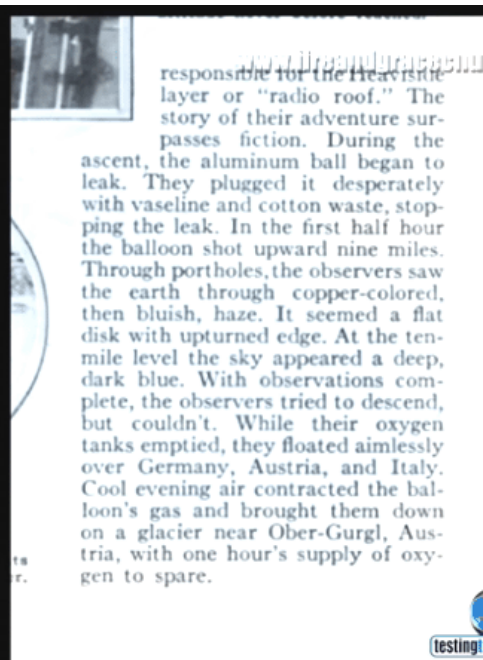 responsible for the Heaviside
layer or “radio roof.” The
story of their adventure sur-
passes fiction. During the
ascent, the aluminum ball began to
leak. They plugged it desperately
with vaseline and cotton waste, stop-
ping the leak. In the first half hour
the balloon shot upward nine miles.
Through portholes, the observers saw
the earth through copper-colored,
then bluish, haze. It seemed a flat
disk with upturned edge. At the ten-
mile level the sky appeared a deep,
dark blue. With observations com-
plete, the observers tried to descend,
but couldn't. While their oxygen
tanks emptied, they floated aimlessly
over Germany, Austria, and Italy.
Cool evening air contracted the bal-
loon's gas and brought them down
on a glacier near Ober-Gurgl, Aus-
tria, with one hour's supply of oxy-
gen to spare.
ts
r.
testing